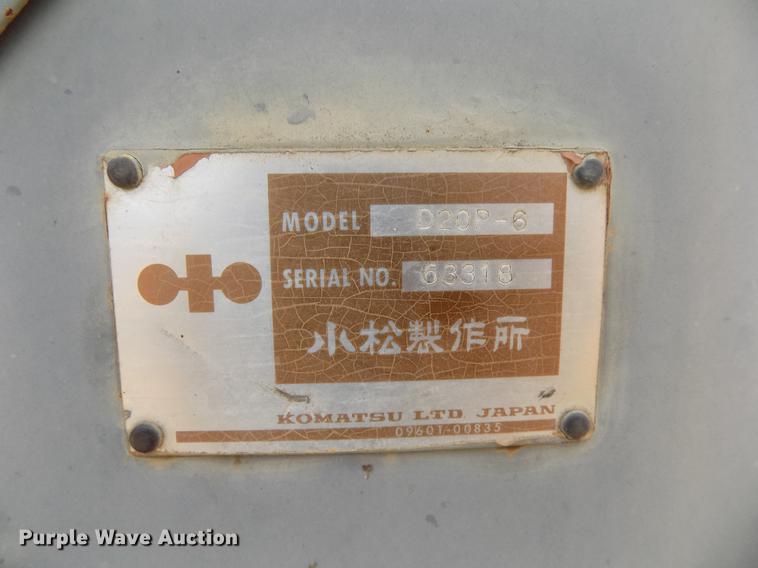 MODEL D20P-6
SERIAL NO. 63318
小松製作所
KOMATSU LTD. JAPAN
09601-00835
Purple Wave Auction